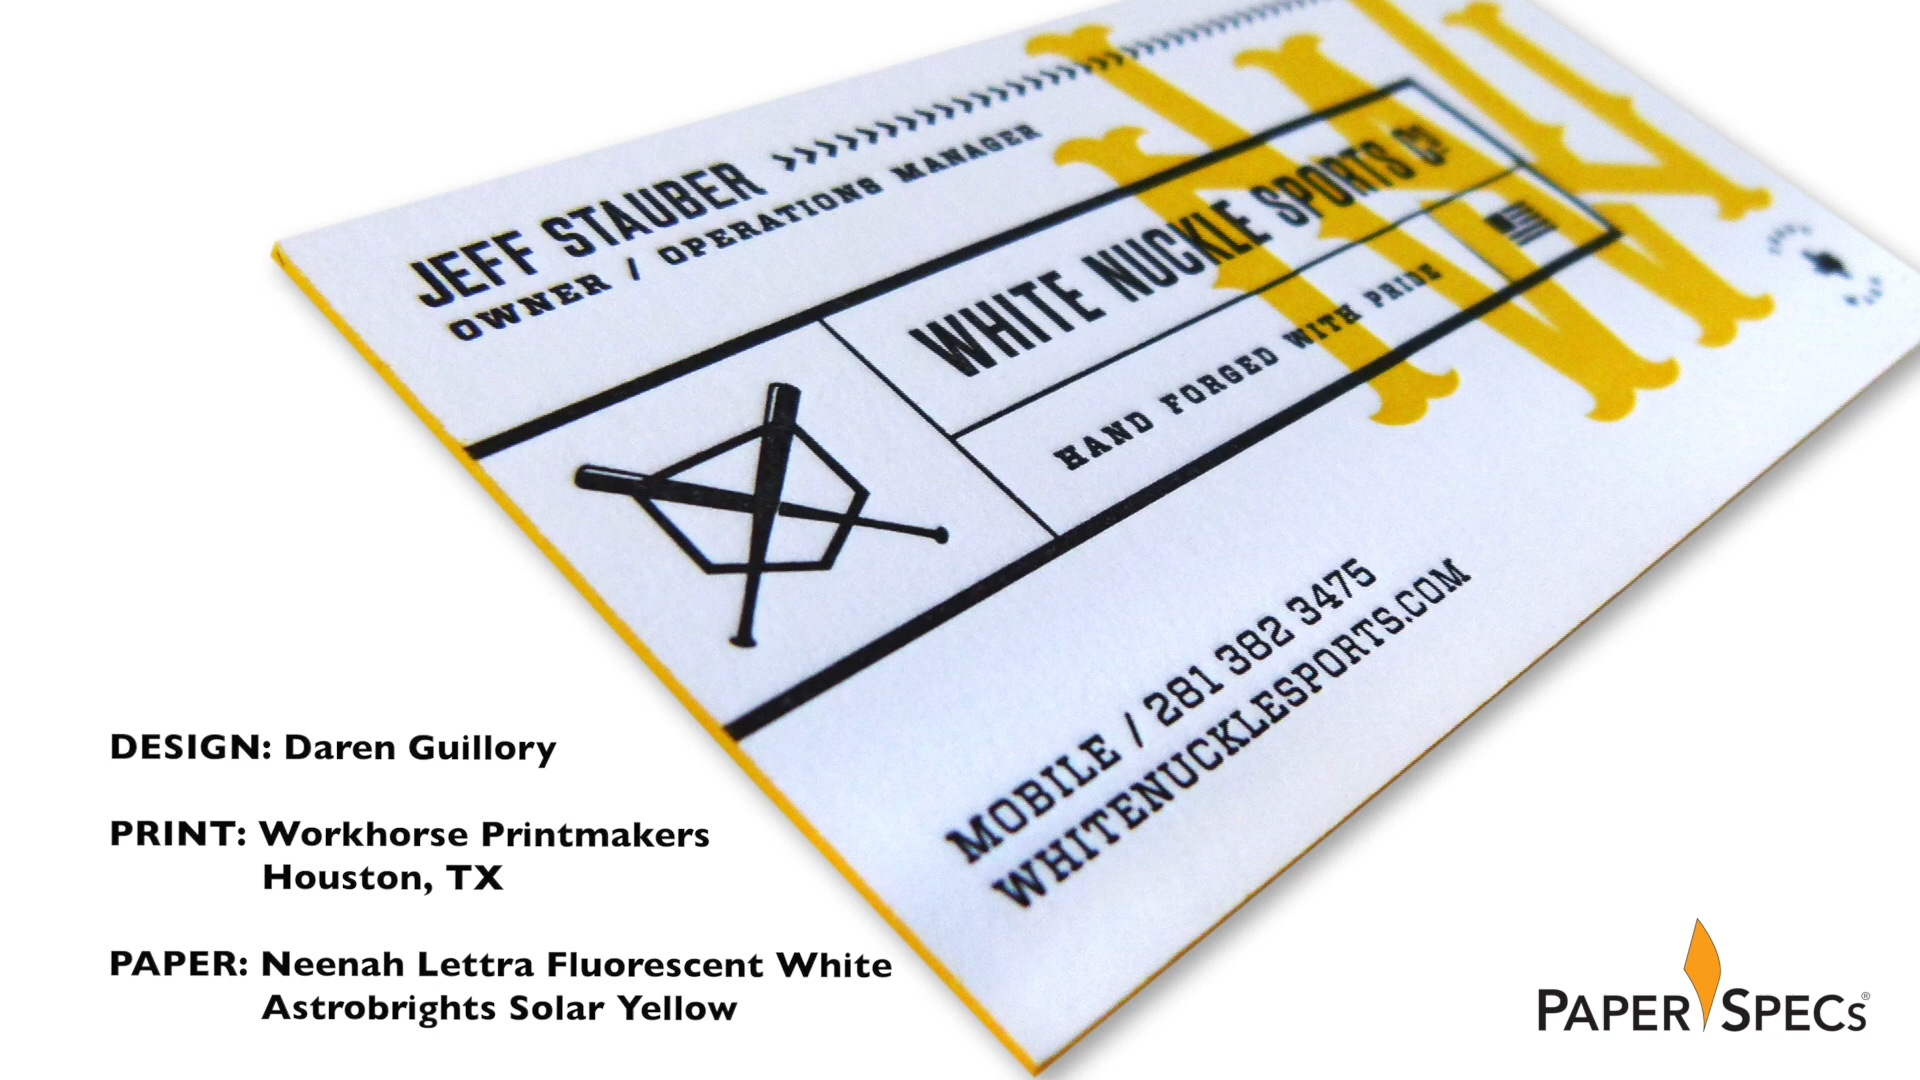 JEFF STAUBER >>>>>>>>>>>>>>>>>>>>>>>>>>>>>>>>>>>>
OWNER / OPERATIONS MANAGER
WHITE NUCKLE SPORTS CO.
HAND FORGED WITH PRIDE
MOBILE / 281 382 3475
WHITENUCKLESPORTS.COM
DESIGN: Daren Guillory
PRINT: Workhorse Printmakers
Houston, TX
PAPER: Neenah Lettra Fluorescent White
Astrobrights Solar Yellow
PAPER SPECS®